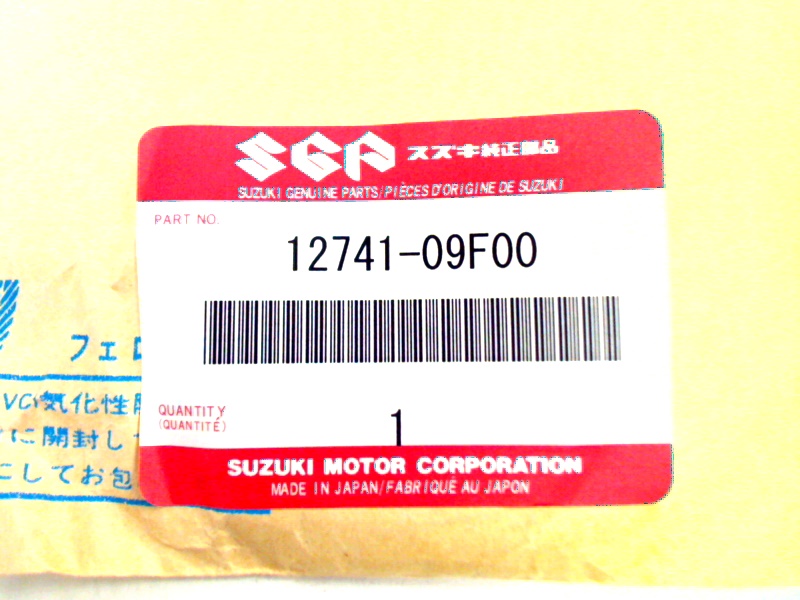 SGP スズキ純正部品
SUZUKI GENUINE PARTS/PIÈCES D'ORIGINE DE SUZUKI
PART NO.
12741-09F00
フェロ
VCI気化性
QUANTITY
(QUANTITÉ)
1
に開封し
にしてお包
SUZUKI MOTOR CORPORATION
MADE IN JAPAN/FABRIQUÉ AU JAPON